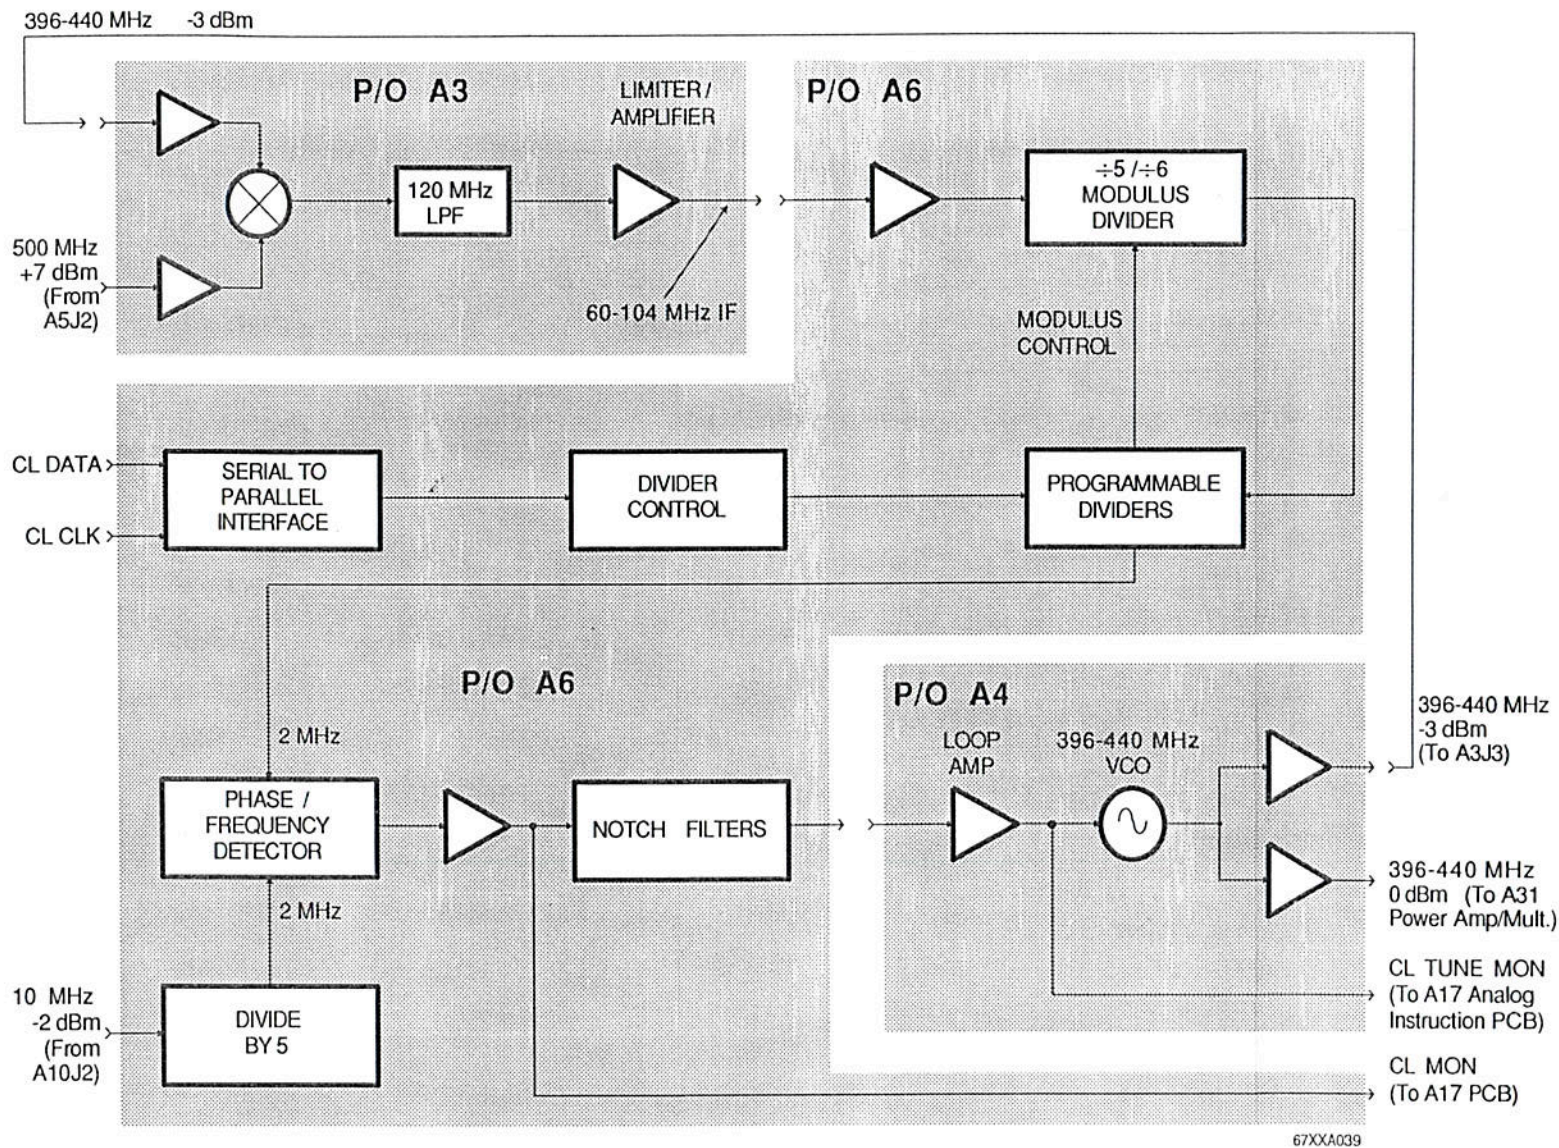 396-440 MHz -3 dBm
P/O A3
LIMITER /
AMPLIFIER
P/O A6
120 MHz
LPF
÷5 /÷6
MODULUS
DIVIDER
500 MHz
+7 dBm
(From
A5J2)
60-104 MHz IF
MODULUS
CONTROL
CL DATA
CL CLK
SERIAL TO
PARALLEL
INTERFACE
DIVIDER
CONTROL
PROGRAMMABLE
DIVIDERS
P/O A6
P/O A4
2 MHz
PHASE /
FREQUENCY
DETECTOR
NOTCH FILTERS
LOOP
AMP
396-440 MHz
VCO
396-440 MHz
-3 dBm
(To A3J3)
396-440 MHz
0 dBm (To A31
Power Amp/Mult.)
2 MHz
10 MHz
-2 dBm
(From
A10J2)
DIVIDE
BY 5
CL TUNE MON
(To A17 Analog
Instruction PCB)
CL MON
(To A17 PCB)
67XXA039